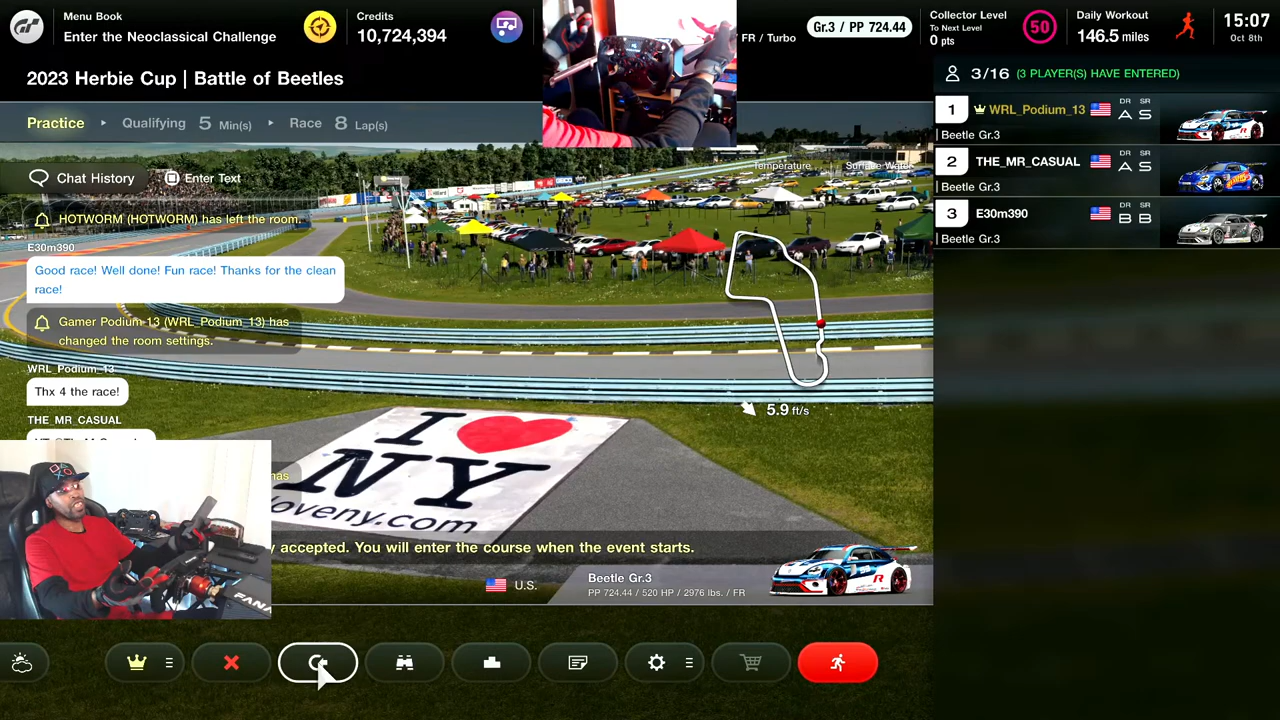 Menu Book
Enter the Neoclassical Challenge
Credits
10,724,394
FR / Turbo
Gr.3 / PP 724.44
Collector Level
To Next Level
0 pts
50
Daily Workout
146.5 miles
15:07
Oct 8th
2023 Herbie Cup | Battle of Beetles
3/16 (3 PLAYER(S) HAVE ENTERED)
Practice
Qualifying 5 Min(s)
Race 8 Lap(s)
1 WRL_Podium_13 DR A SR S
Beetle Gr.3
2 THE_MR_CASUAL DR A SR S
Beetle Gr.3
3 E30m390 DR B SR B
Beetle Gr.3
Temperature
Chat History
Enter Text
HOTWORM (HOTWORM) has left the room.
E30m390
Good race! Well done! Fun race! Thanks for the clean
race!
Gamer Podium-13 (WRL_Podium_13) has
changed the room settings.
WRL_Podium_13
Thx 4 the race!
THE_MR_CASUAL
5.9 ft/s
I
NY
loveny.com
has
accepted. You will enter the course when the event starts.
U.S.
Beetle Gr.3
PP 724.44 / 520 HP / 2976 lbs. / FR